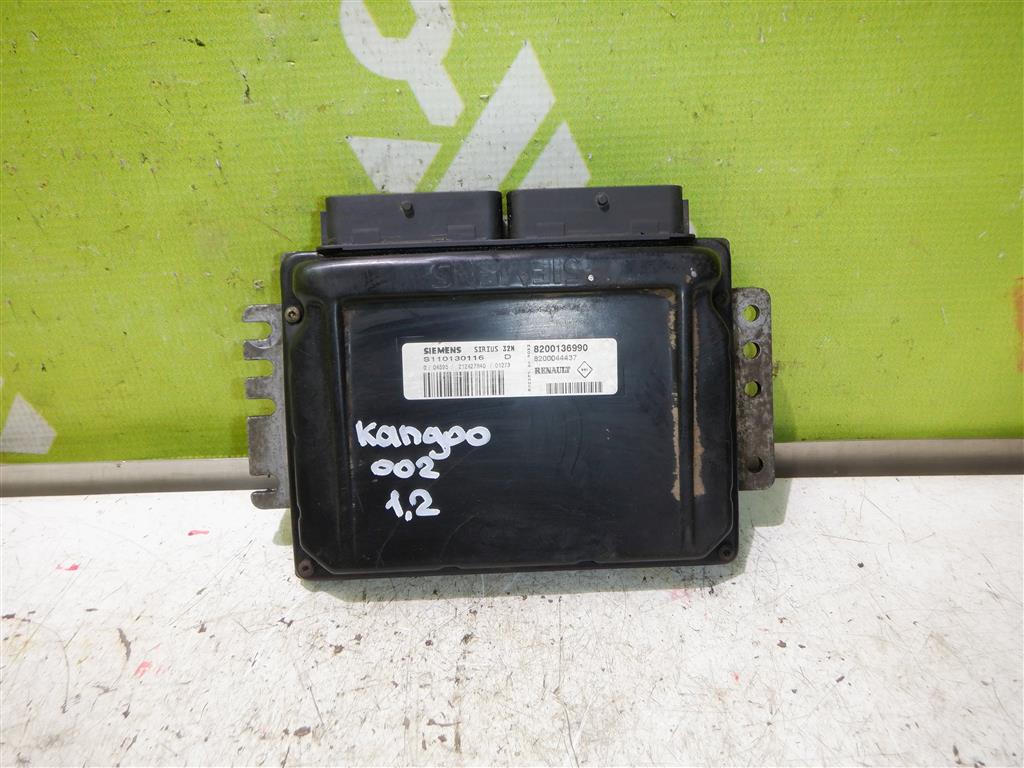 SIEMENS
SIEMENS SIRIUS 32N
S110130116 D
8200136990
8200044437
RENAULT
Kangoo
002
1,2